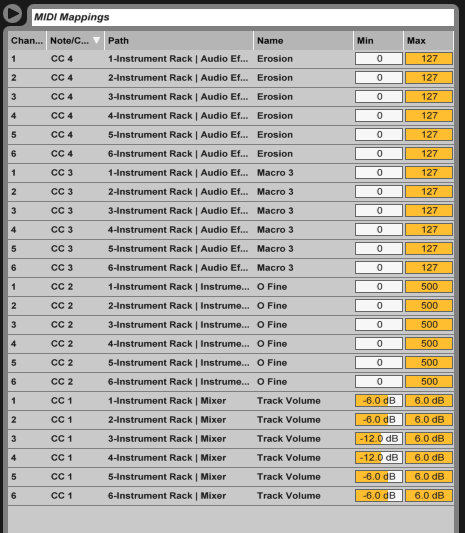 MIDI Mappings
Chan... Note/C... Path Name Min Max
1 CC 4 1-Instrument Rack | Audio Ef... Erosion 0 127
2 CC 4 2-Instrument Rack | Audio Ef... Erosion 0 127
3 CC 4 3-Instrument Rack | Audio Ef... Erosion 0 127
4 CC 4 4-Instrument Rack | Audio Ef... Erosion 0 127
5 CC 4 5-Instrument Rack | Audio Ef... Erosion 0 127
6 CC 4 6-Instrument Rack | Audio Ef... Erosion 0 127
1 CC 3 1-Instrument Rack | Audio Ef... Macro 3 0 127
2 CC 3 2-Instrument Rack | Audio Ef... Macro 3 0 127
3 CC 3 3-Instrument Rack | Audio Ef... Macro 3 0 127
4 CC 3 4-Instrument Rack | Audio Ef... Macro 3 0 127
5 CC 3 5-Instrument Rack | Audio Ef... Macro 3 0 127
6 CC 3 6-Instrument Rack | Audio Ef... Macro 3 0 127
1 CC 2 1-Instrument Rack | Instrume... O Fine 0 500
2 CC 2 2-Instrument Rack | Instrume... O Fine 0 500
3 CC 2 3-Instrument Rack | Instrume... O Fine 0 500
4 CC 2 4-Instrument Rack | Instrume... O Fine 0 500
5 CC 2 5-Instrument Rack | Instrume... O Fine 0 500
6 CC 2 6-Instrument Rack | Instrume... O Fine 0 500
1 CC 1 1-Instrument Rack | Mixer Track Volume -6.0 dB 6.0 dB
2 CC 1 2-Instrument Rack | Mixer Track Volume -6.0 dB 6.0 dB
3 CC 1 3-Instrument Rack | Mixer Track Volume -12.0 dB 6.0 dB
4 CC 1 4-Instrument Rack | Mixer Track Volume -12.0 dB 6.0 dB
5 CC 1 5-Instrument Rack | Mixer Track Volume -6.0 dB 6.0 dB
6 CC 1 6-Instrument Rack | Mixer Track Volume -6.0 dB 6.0 dB